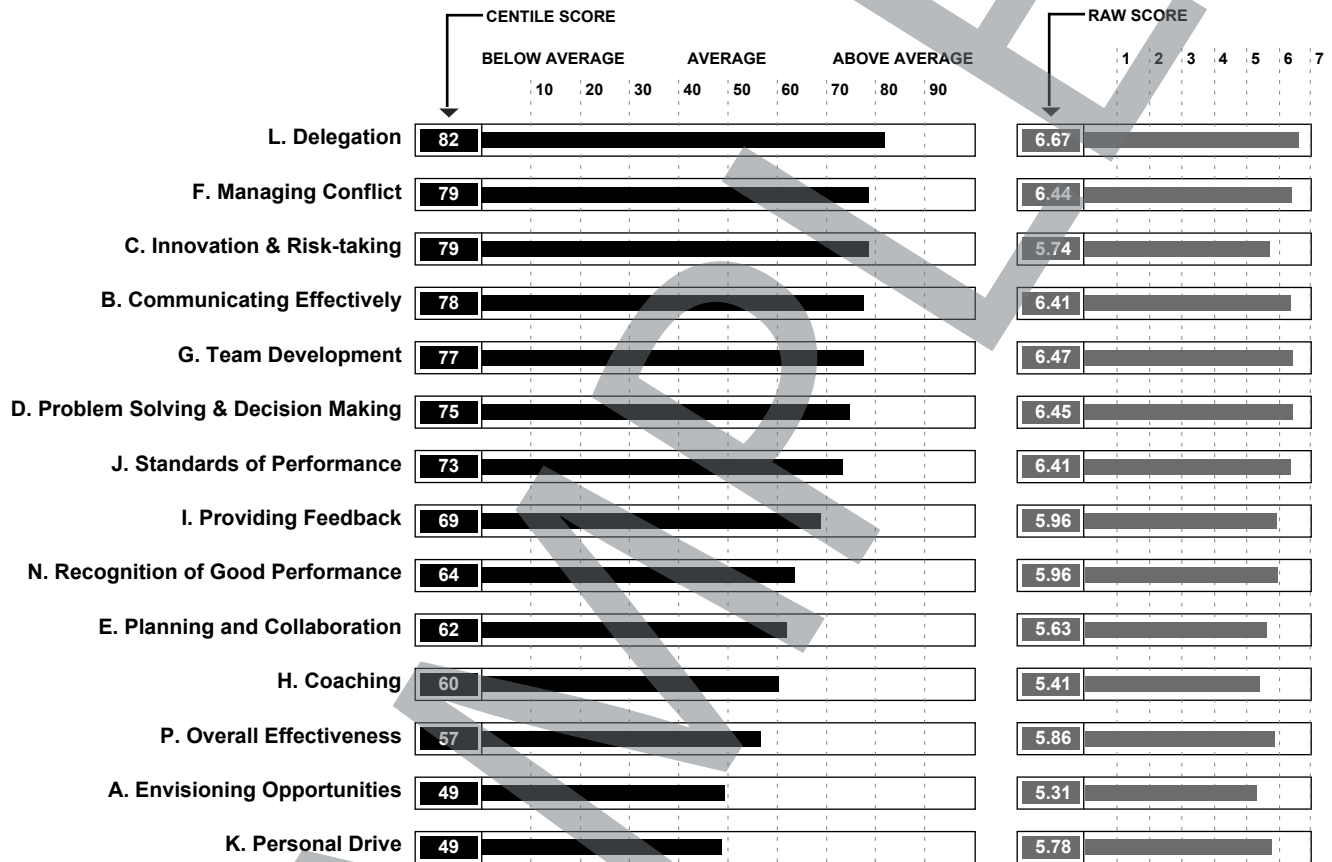 CENTILE SCORE RAW SCORE
BELOW AVERAGE AVERAGE ABOVE AVERAGE 1 2 3 4 5 6 7
10 20 30 40 50 60 70 80 90
L. Delegation 82 6.67
F. Managing Conflict 79 6.44
C. Innovation & Risk-taking 79 5.74
B. Communicating Effectively 78 6.41
G. Team Development 77 6.47
D. Problem Solving & Decision Making 75 6.45
J. Standards of Performance 73 6.41
I. Providing Feedback 69 5.96
N. Recognition of Good Performance 64 5.96
E. Planning and Collaboration 62 5.63
H. Coaching 60 5.41
P. Overall Effectiveness 57 5.86
A. Envisioning Opportunities 49 5.31
K. Personal Drive 49 5.78